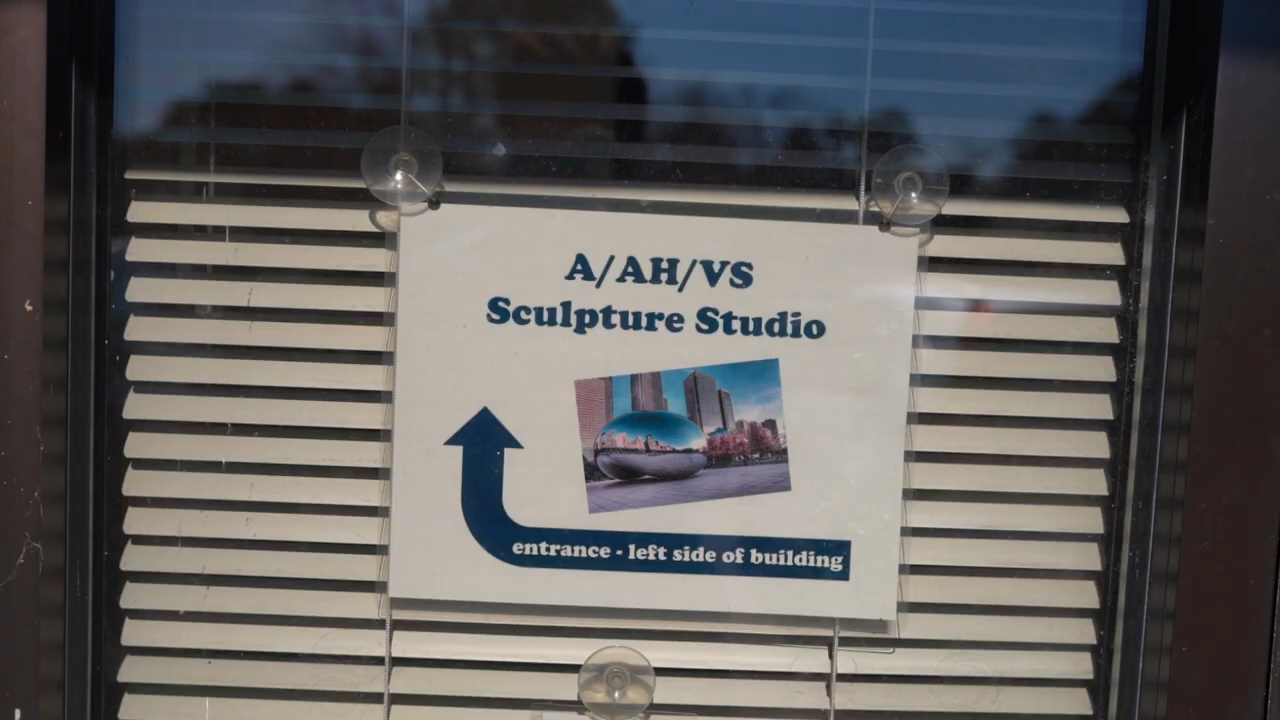 A/AH/VS
Sculpture Studio
entrance - left side of building